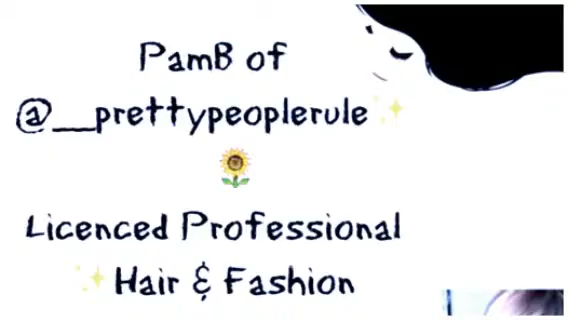 PamB of
@__prettypeoplerule✨
🌻
Licenced Professional
✨Hair & Fashion